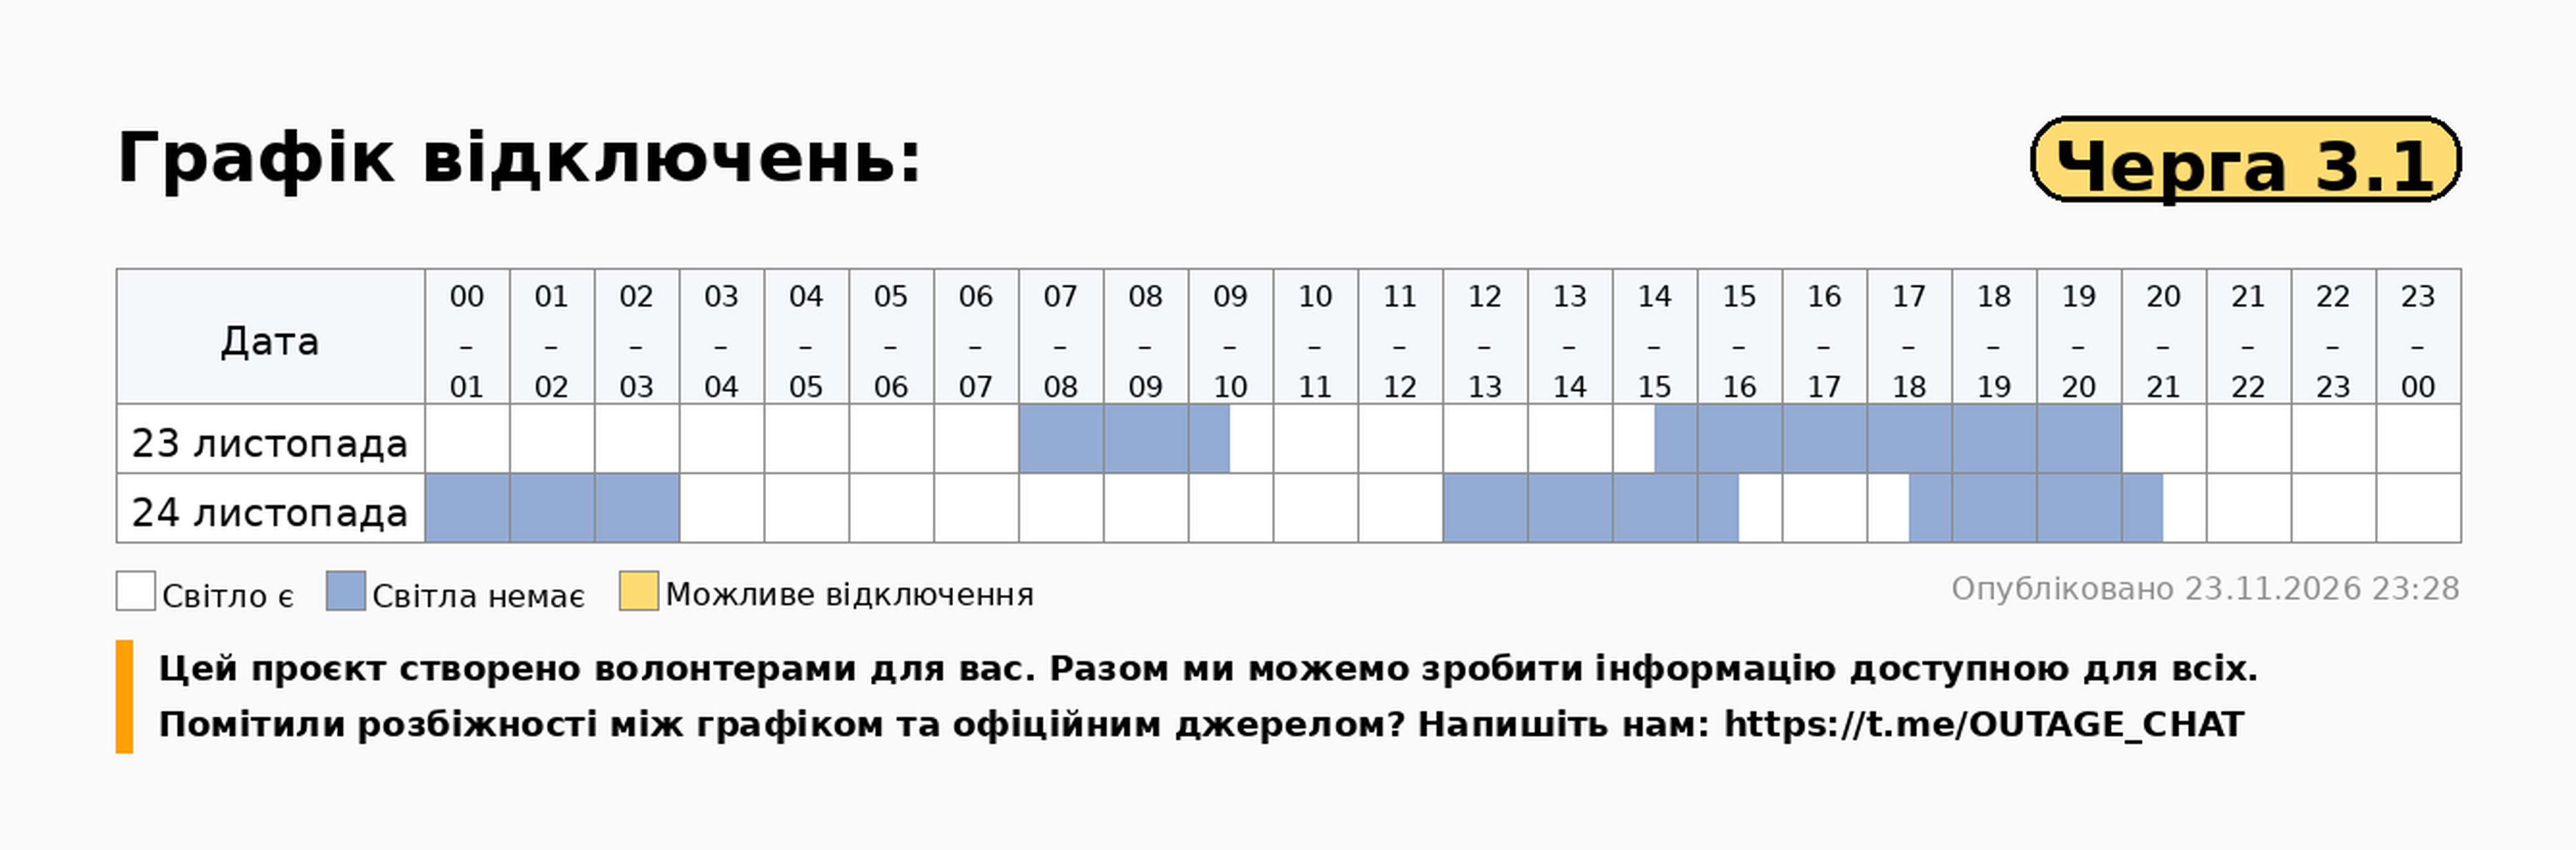 Графік відключень:
Черга 3.1
Дата
00 – 01
01 – 02
02 – 03
03 – 04
04 – 05
05 – 06
06 – 07
07 – 08
08 – 09
09 – 10
10 – 11
11 – 12
12 – 13
13 – 14
14 – 15
15 – 16
16 – 17
17 – 18
18 – 19
19 – 20
20 – 21
21 – 22
22 – 23
23 – 00
23 листопада
24 листопада
Світло є
Світла немає
Можливе відключення
Опубліковано 23.11.2026 23:28
Цей проєкт створено волонтерами для вас. Разом ми можемо зробити інформацію доступною для всіх.
Помітили розбіжності між графіком та офіційним джерелом? Напишіть нам: https://t.me/OUTAGE_CHAT